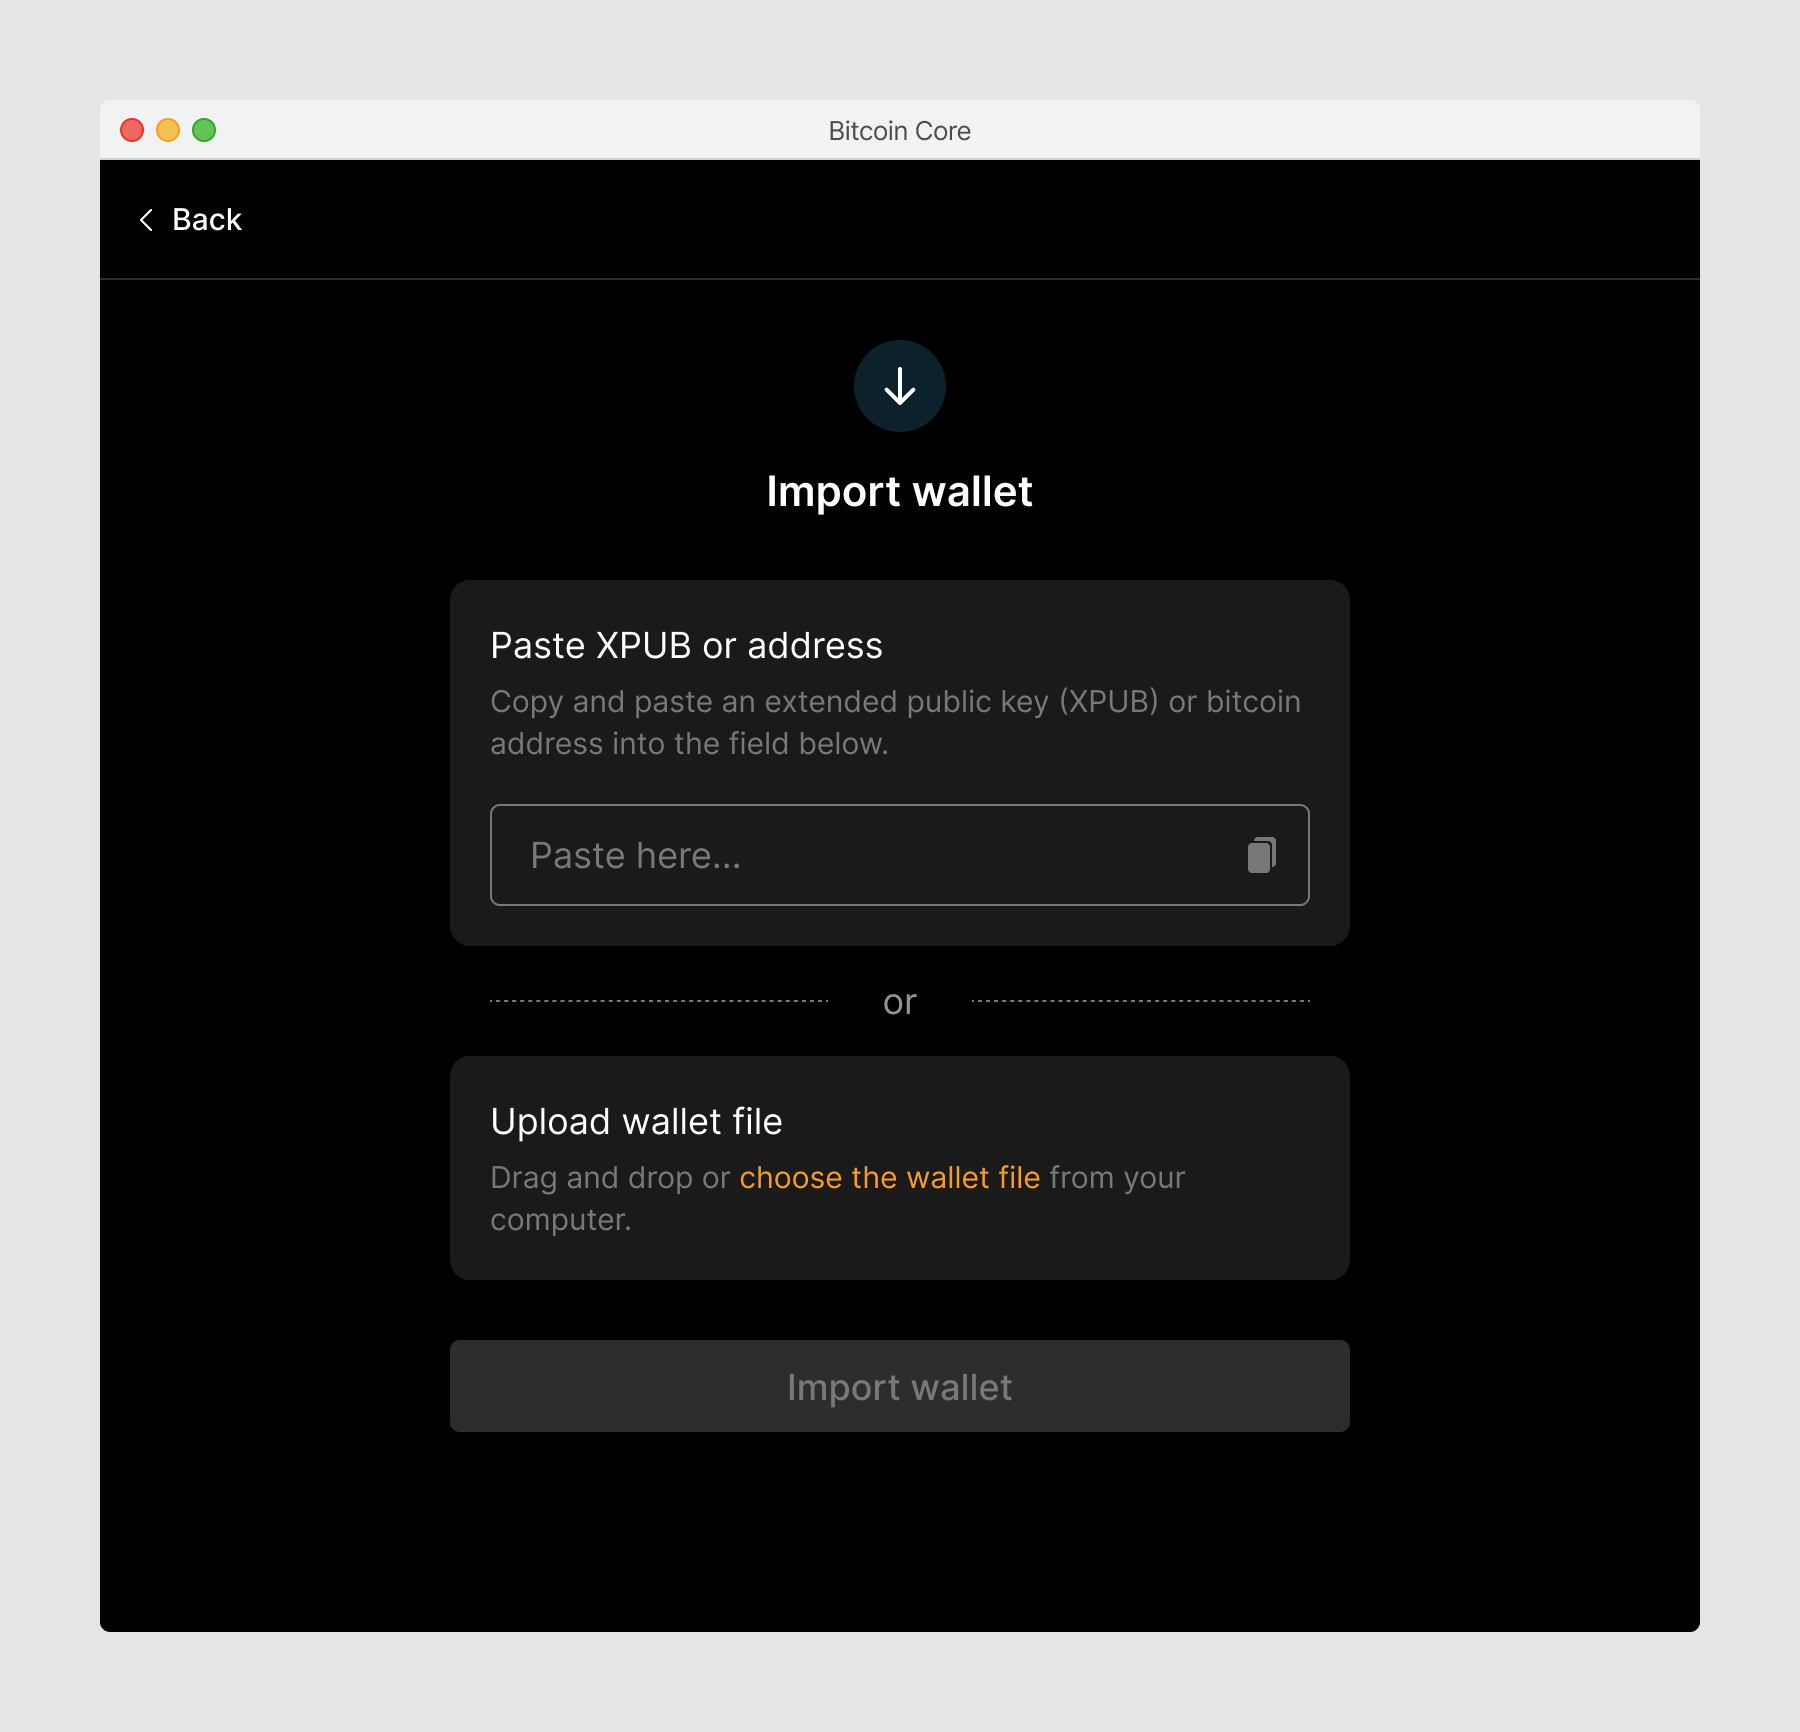 Bitcoin Core
Back
Import wallet
Paste XPUB or address
Copy and paste an extended public key (XPUB) or bitcoin
address into the field below.
Paste here...
or
Upload wallet file
Drag and drop or choose the wallet file from your
computer.
Import wallet